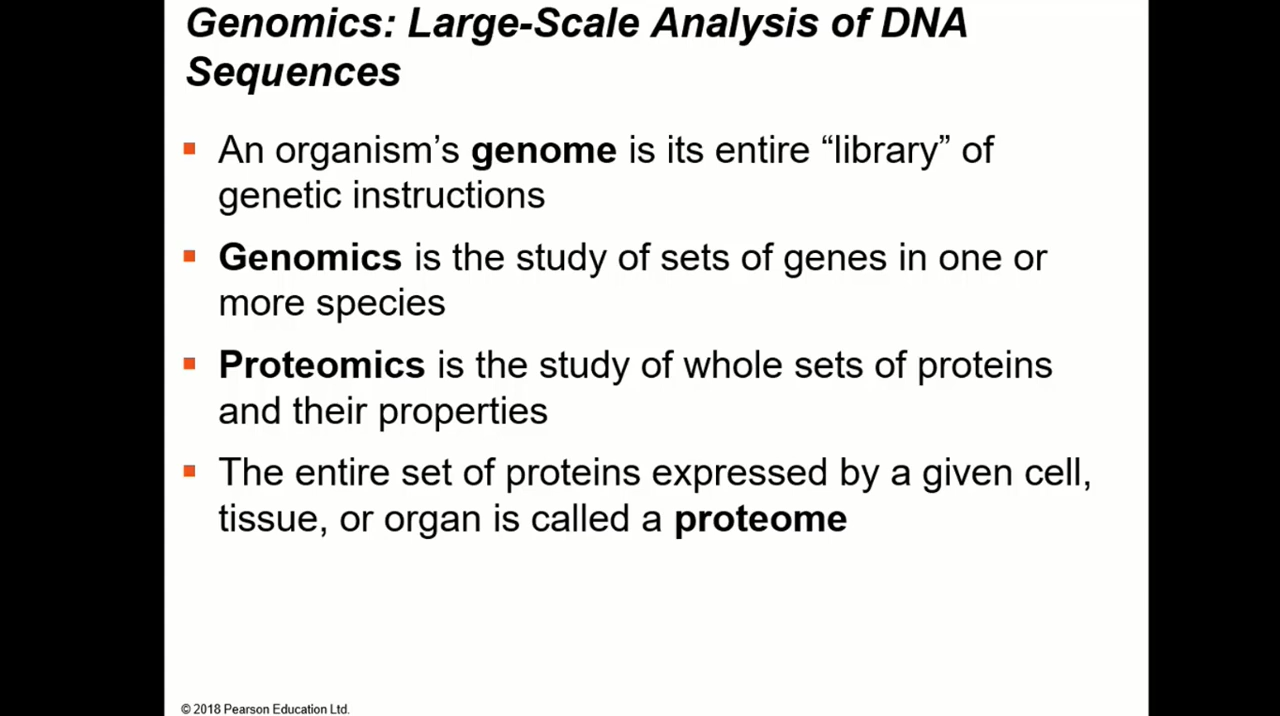 Genomics: Large-Scale Analysis of DNA
Sequences
An organism’s genome is its entire “library” of
genetic instructions
Genomics is the study of sets of genes in one or
more species
Proteomics is the study of whole sets of proteins
and their properties
The entire set of proteins expressed by a given cell,
tissue, or organ is called a proteome
© 2018 Pearson Education Ltd.